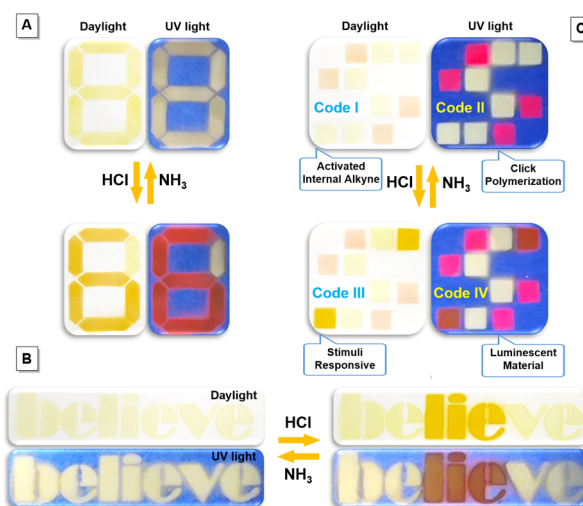 A
Daylight
UV light
HCl
NH3
Daylight
UV light
C
Code I
Code II
Activated
Internal Alkyne
Click
Polymerization
HCl
NH3
Code III
Code IV
Stimuli
Responsive
Luminescent
Material
B
believe
Daylight
believe
UV light
HCl
NH3
believe
believe